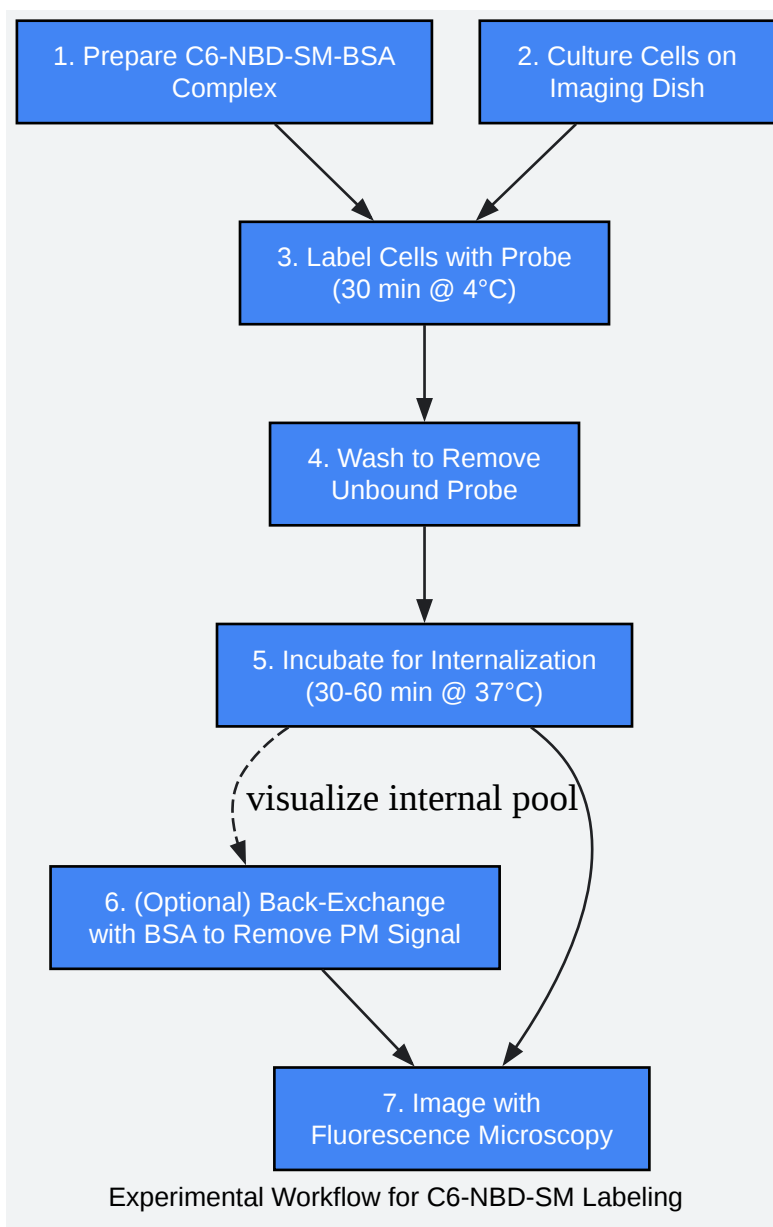 1. Prepare C6-NBD-SM-BSA
Complex
2. Culture Cells on
Imaging Dish
3. Label Cells with Probe
(30 min @ 4°C)
4. Wash to Remove
Unbound Probe
5. Incubate for Internalization
(30-60 min @ 37°C)
visualize internal pool
6. (Optional) Back-Exchange
with BSA to Remove PM Signal
7. Image with
Fluorescence Microscopy
Experimental Workflow for C6-NBD-SM Labeling